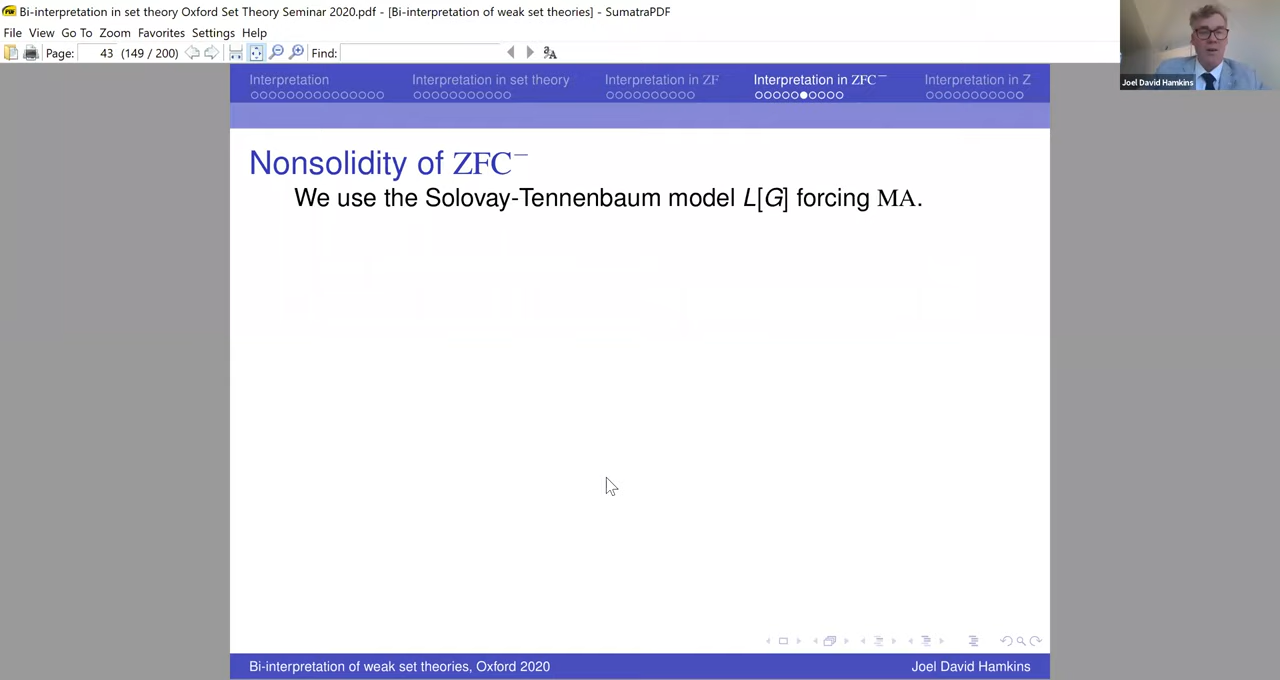 Bi-interpretation in set theory Oxford Set Theory Seminar 2020.pdf - [Bi-interpretation of weak set theories] - SumatraPDF
File View Go To Zoom Favorites Settings Help
Page: 43 (149 / 200) Find:
Joel David Hamkins
Interpretation Interpretation in set theory Interpretation in ZF Interpretation in ZFC⁻ Interpretation in Z
Nonsolidity of ZFC⁻
We use the Solovay-Tennenbaum model L[G] forcing MA.
Bi-interpretation of weak set theories, Oxford 2020 Joel David Hamkins